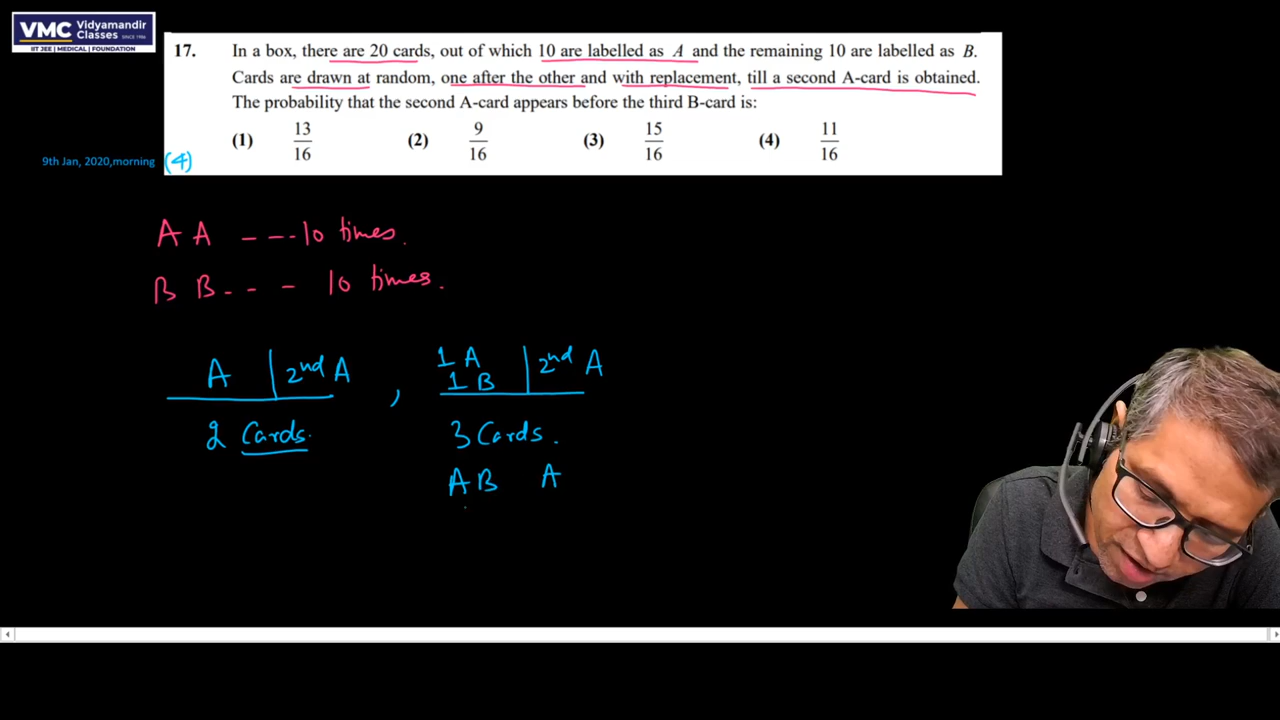 VMC Vidyamandir Classes
SINCE 1986
IIT JEE | MEDICAL | FOUNDATION
17. In a box, there are 20 cards, out of which 10 are labelled as A and the remaining 10 are labelled as B.
Cards are drawn at random, one after the other and with replacement, till a second A-card is obtained.
The probability that the second A-card appears before the third B-card is:
(1) 13/16 (2) 9/16 (3) 15/16 (4) 11/16
9th Jan, 2020,morning (4)
A A - - - 10 times.
B B - - - 10 times.
A | 2nd A , 1 A 1 B | 2nd A
2 Cards. 3 Cards.
A B A